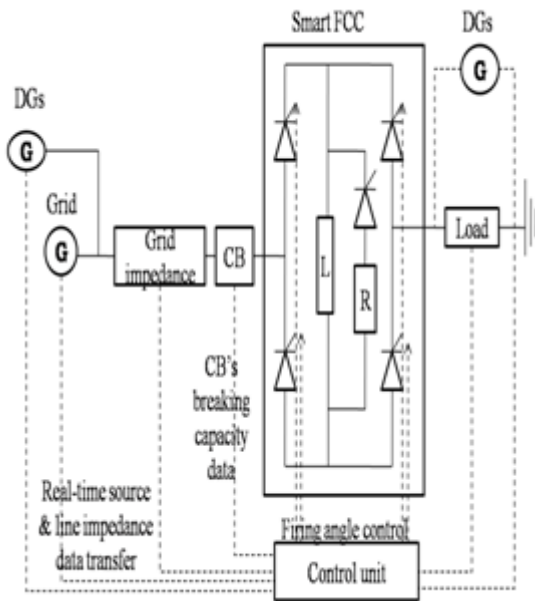 Smart FCC
DGs
G
DGs
G
Grid
G
Grid
impedance
CB
L
R
Load
CB's
breaking
capacity
data
Real-time source
& line impedance
data transfer
Firing angle control
Control unit